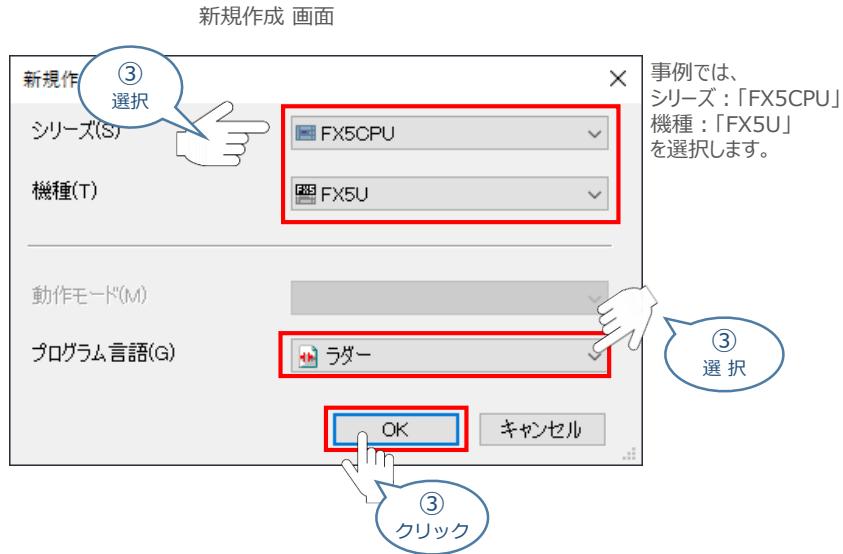 新規作成 画面
新規作
③
選択
事例では、
シリーズ：「FX5CPU」
機種：「FX5U」
を選択します。
シリーズ(S)
FX5CPU
機種(T)
FX5U
動作モード(M)
プログラム言語(G)
ラダー
③
選 択
OK
キャンセル
③
クリック